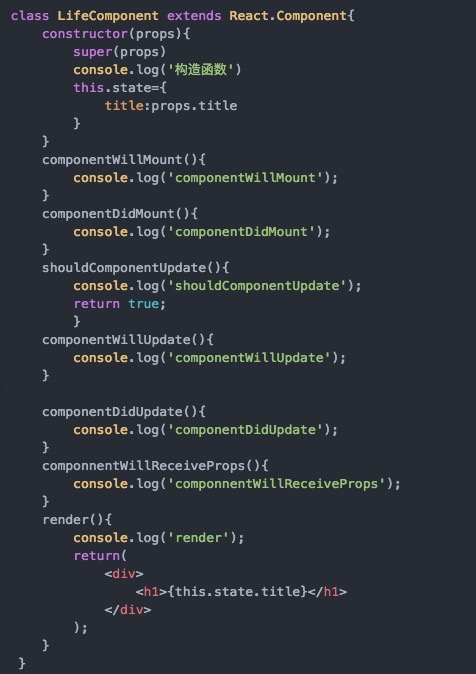 class LifeComponent extends React.Component{
    constructor(props){
        super(props)
        console.log('构造函数')
        this.state={
            title:props.title
        }
    }
    componentWillMount(){
        console.log('componentWillMount');
    }
    componentDidMount(){
        console.log('componentDidMount');
    }
    shouldComponentUpdate(){
        console.log('shouldComponentUpdate');
        return true;
        }
    componentWillUpdate(){
        console.log('componentWillUpdate');
    }

    componentDidUpdate(){
        console.log('componentDidUpdate');
    }
    componnentWillReceiveProps(){
        console.log('componnentWillReceiveProps');
    }
    render(){
        console.log('render');
        return(
            <div>
                <h1>{this.state.title}</h1>
            </div>
        );
    }
 }